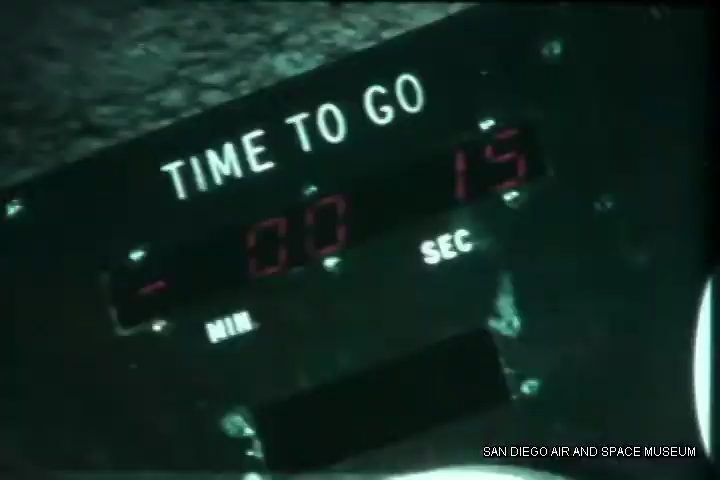 TIME TO GO
- 00 15
MIN SEC
SAN DIEGO AIR AND SPACE MUSEUM